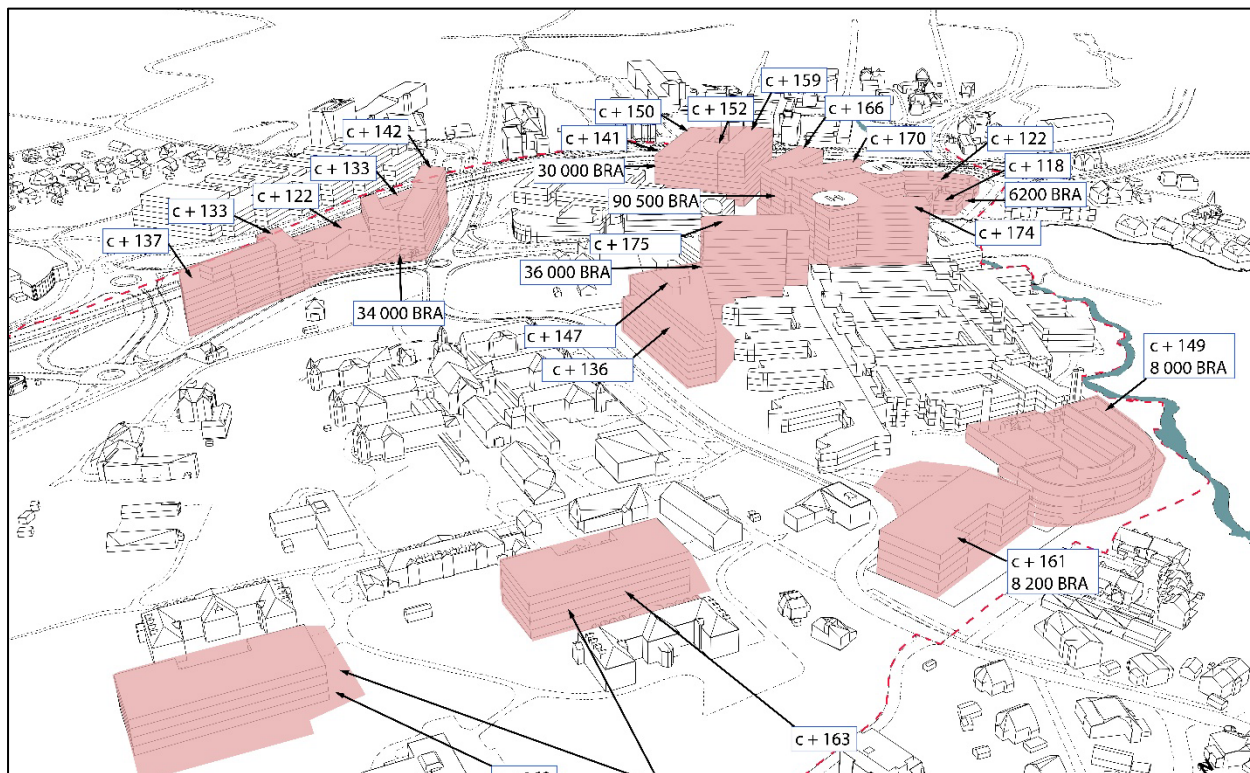 c + 159
c + 150
c + 152
c + 166
c + 142
c + 141
c + 170
c + 122
c + 133
30 000 BRA
c + 118
c + 122
90 500 BRA
6200 BRA
c + 133
c + 137
c + 175
c + 174
36 000 BRA
34 000 BRA
c + 147
c + 136
c + 149
8 000 BRA
c + 161
8 200 BRA
c + 163